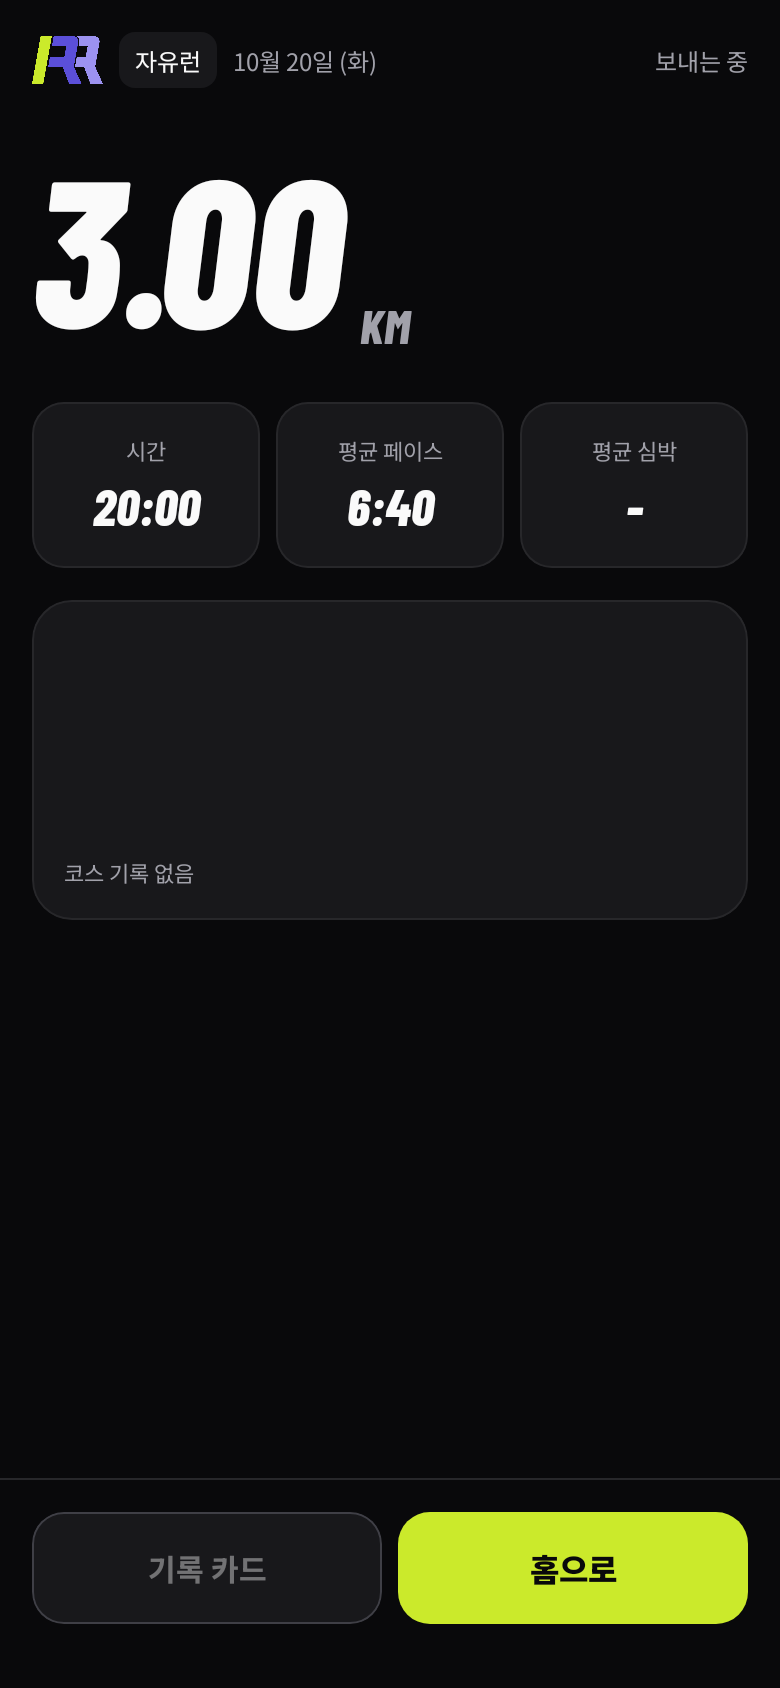 RR
자유런
10월 20일 (화)
보내는 중
3.00 KM
시간
20:00
평균 페이스
6:40
평균 심박
-
코스 기록 없음
기록 카드
홈으로